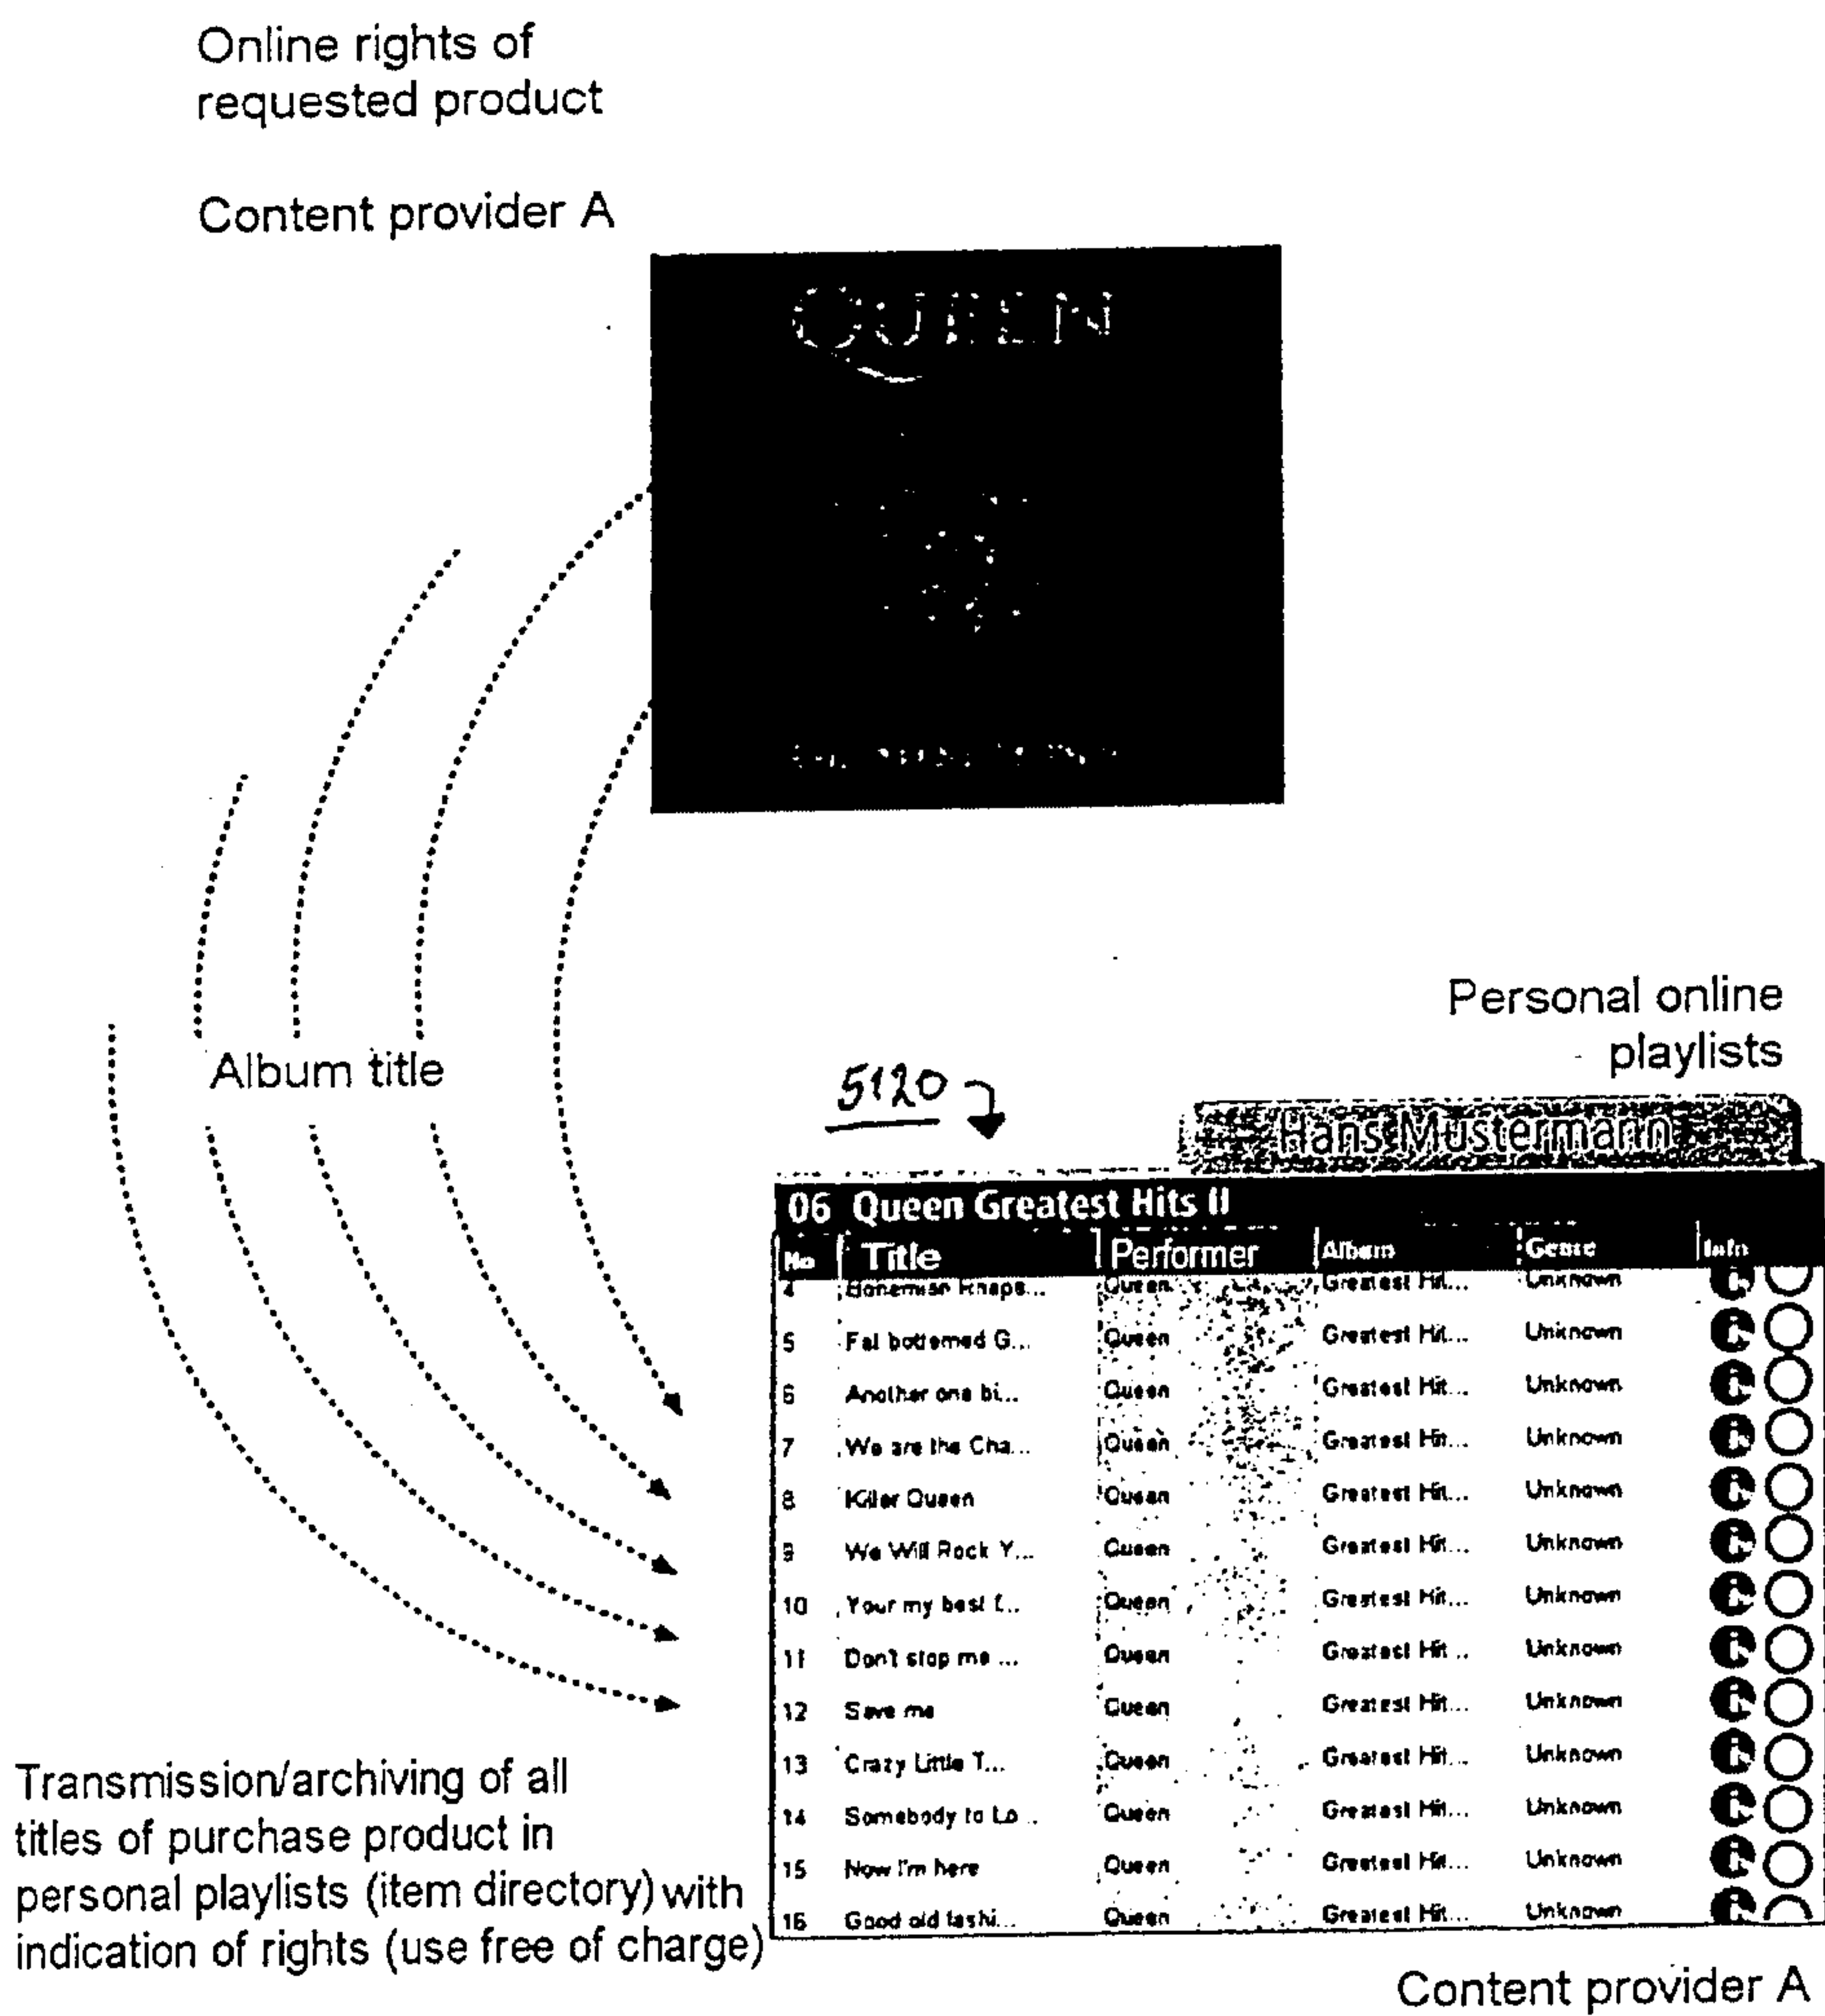 Online rights of
requested product
Content provider A
QUEEN
Album title
Personal online
playlists
5120
Hans Mustermann
06 Queen Greatest Hits II
No Title Performer Album Genre Info
4 Bohemian Rhaps... Queen Greatest Hit... Unknown
5 Fat bottomed G... Queen Greatest Hit... Unknown
6 Another one bi... Queen Greatest Hit... Unknown
7 We are the Cha... Queen Greatest Hit... Unknown
8 Killer Queen Queen Greatest Hit... Unknown
9 We Will Rock Y... Queen Greatest Hit... Unknown
10 Your my best f... Queen Greatest Hit... Unknown
11 Don't stop me ... Queen Greatest Hit... Unknown
12 Save me Queen Greatest Hit... Unknown
13 Crazy Little T... Queen Greatest Hit... Unknown
14 Somebody to Lo... Queen Greatest Hit... Unknown
15 Now I'm here Queen Greatest Hit... Unknown
16 Good old fashi... Queen Greatest Hit... Unknown
Transmission/archiving of all
titles of purchase product in
personal playlists (item directory) with
indication of rights (use free of charge)
Content provider A